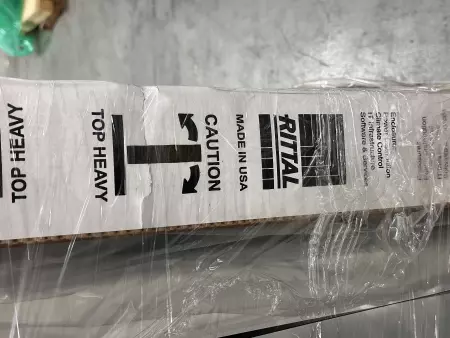 TOP HEAVY
TOP HEAVY
CAUTION
MADE IN USA
RITTAL
Enclosures
Power Distribution
Climate Control
IT Infrastructure
Software & Services